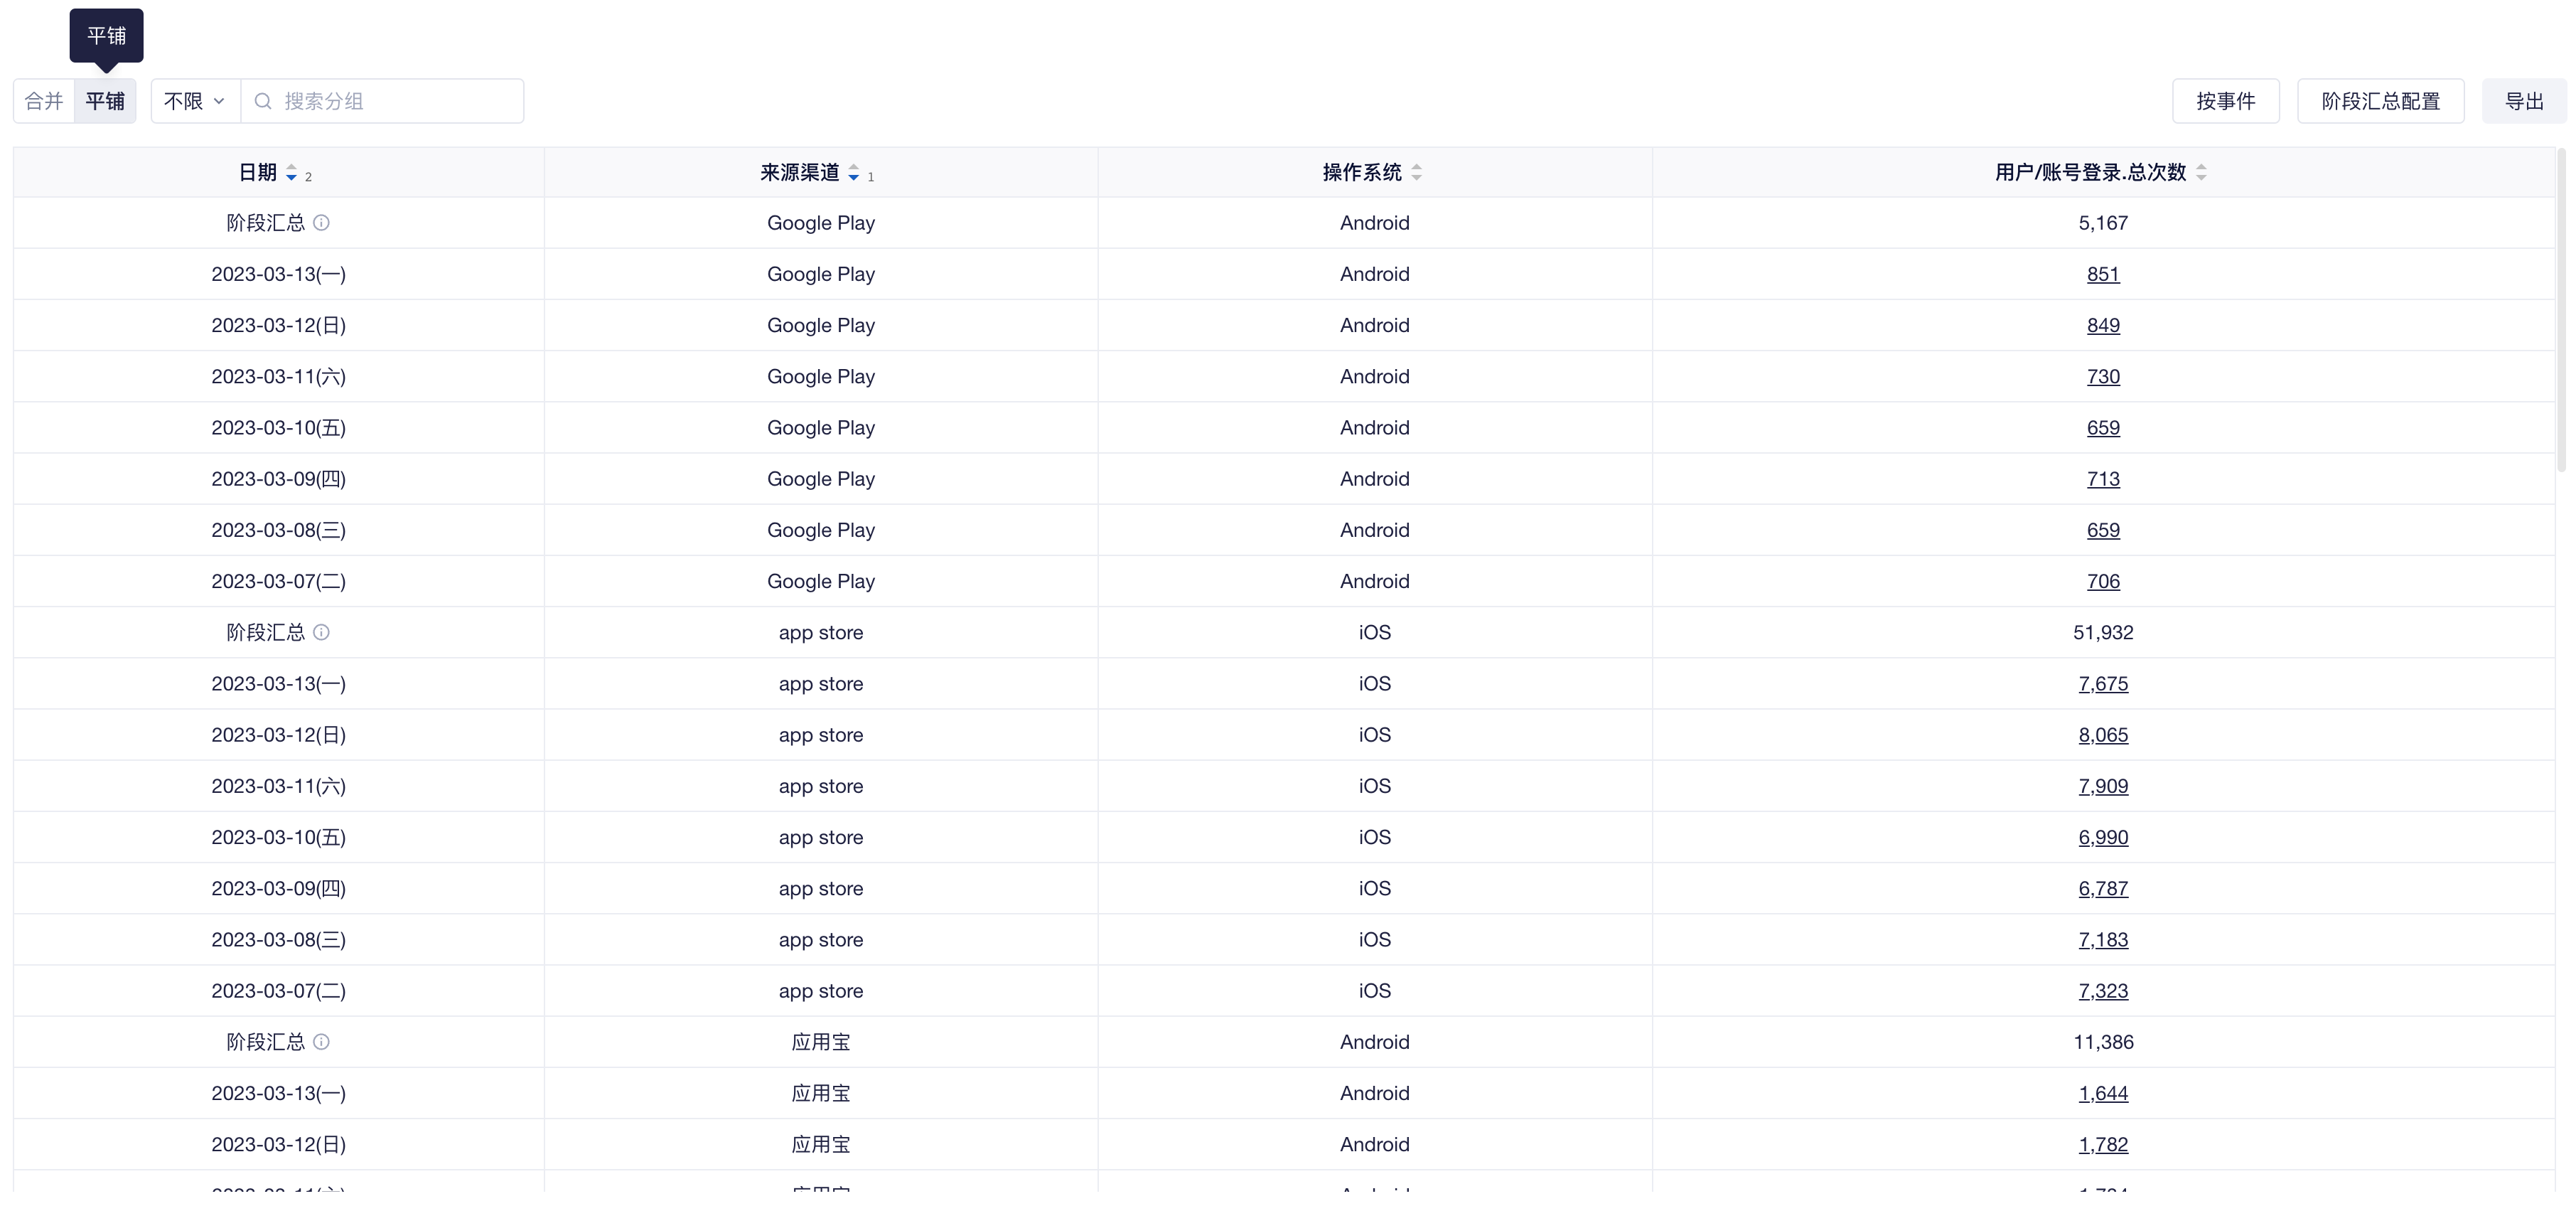 平铺
合并 平铺 不限 搜索分组 按事件 阶段汇总配置 导出
日期 2 来源渠道 1 操作系统 用户/账号登录.总次数
阶段汇总 Google Play Android 5,167
2023-03-13(一) Google Play Android 851
2023-03-12(日) Google Play Android 849
2023-03-11(六) Google Play Android 730
2023-03-10(五) Google Play Android 659
2023-03-09(四) Google Play Android 713
2023-03-08(三) Google Play Android 659
2023-03-07(二) Google Play Android 706
阶段汇总 app store iOS 51,932
2023-03-13(一) app store iOS 7,675
2023-03-12(日) app store iOS 8,065
2023-03-11(六) app store iOS 7,909
2023-03-10(五) app store iOS 6,990
2023-03-09(四) app store iOS 6,787
2023-03-08(三) app store iOS 7,183
2023-03-07(二) app store iOS 7,323
阶段汇总 应用宝 Android 11,386
2023-03-13(一) 应用宝 Android 1,644
2023-03-12(日) 应用宝 Android 1,782